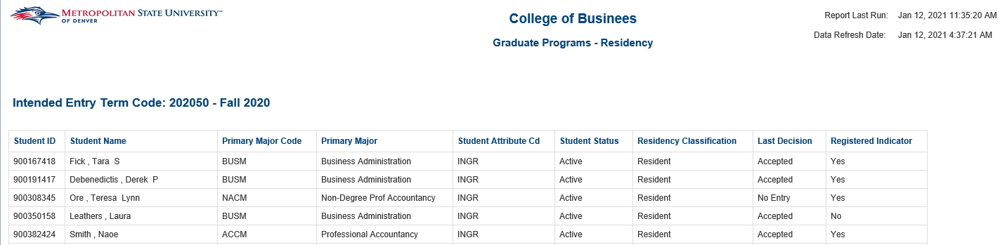 METROPOLITAN STATE UNIVERSITY™
OF DENVER
College of Businees
Graduate Programs - Residency
Report Last Run: Jan 12, 2021 11:35:20 AM
Data Refresh Date: Jan 12, 2021 4:37:21 AM
Intended Entry Term Code: 202050 - Fall 2020
Student ID Student Name Primary Major Code Primary Major Student Attribute Cd Student Status Residency Classification Last Decision Registered Indicator
900167418 Fick , Tara S BUSM Business Administration INGR Active Resident Accepted Yes
900191417 Debenedictis , Derek P BUSM Business Administration INGR Active Resident Accepted Yes
900308345 Ore , Teresa Lynn NACM Non-Degree Prof Accountancy INGR Active Resident No Entry Yes
900350158 Leathers , Laura BUSM Business Administration INGR Active Resident Accepted No
900382424 Smith , Naoe ACCM Professional Accountancy INGR Active Resident Accepted Yes